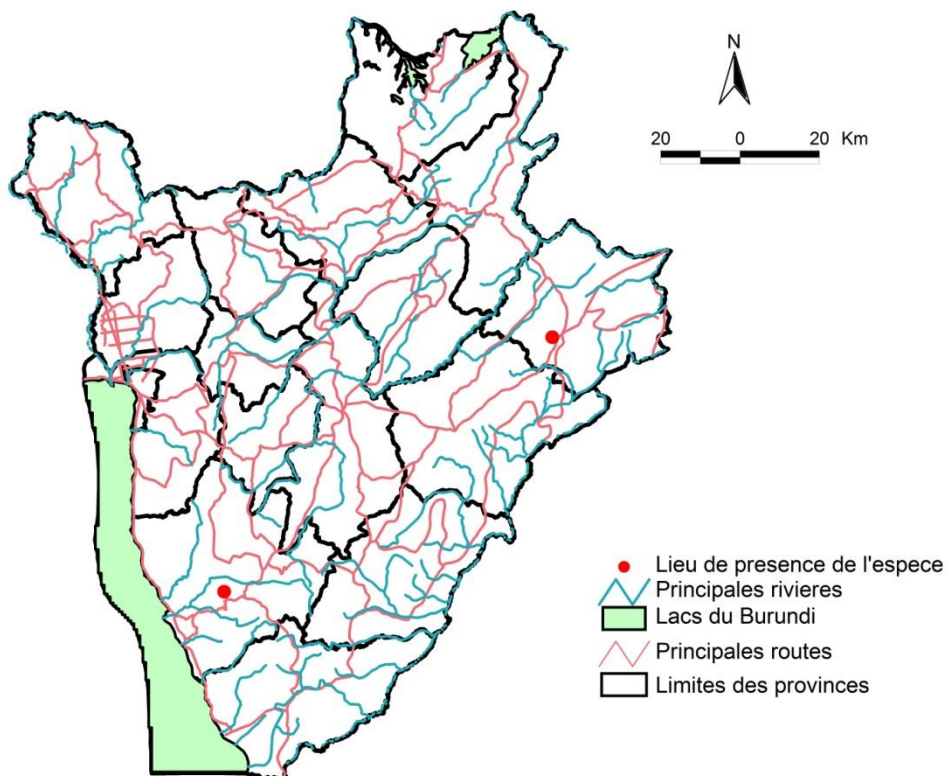 N
20 0 20 Km
Lieu de presence de l'espece
Principales rivieres
Lacs du Burundi
Principales routes
Limites des provinces